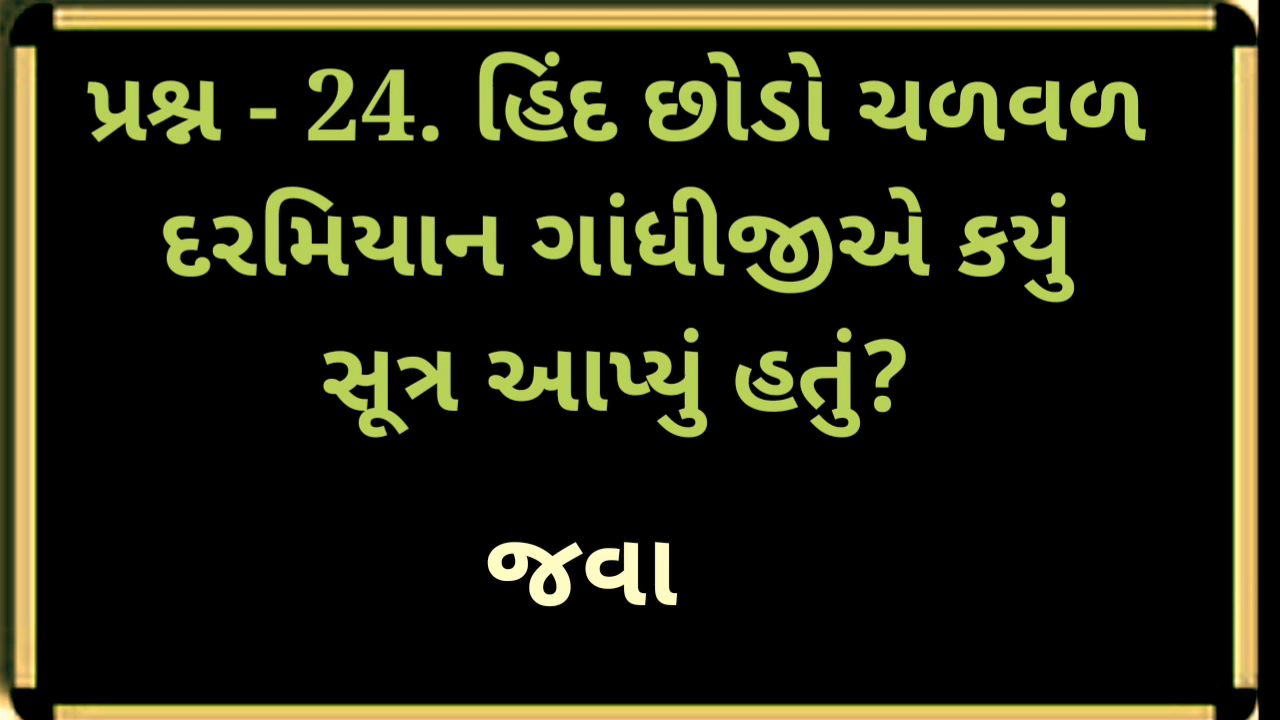 પ્રશ્ન - 24. હિંદ છોડો ચળવળ
દરમિયાન ગાંધીજીએ કયું
સૂત્ર આપ્યું હતું?
જવા